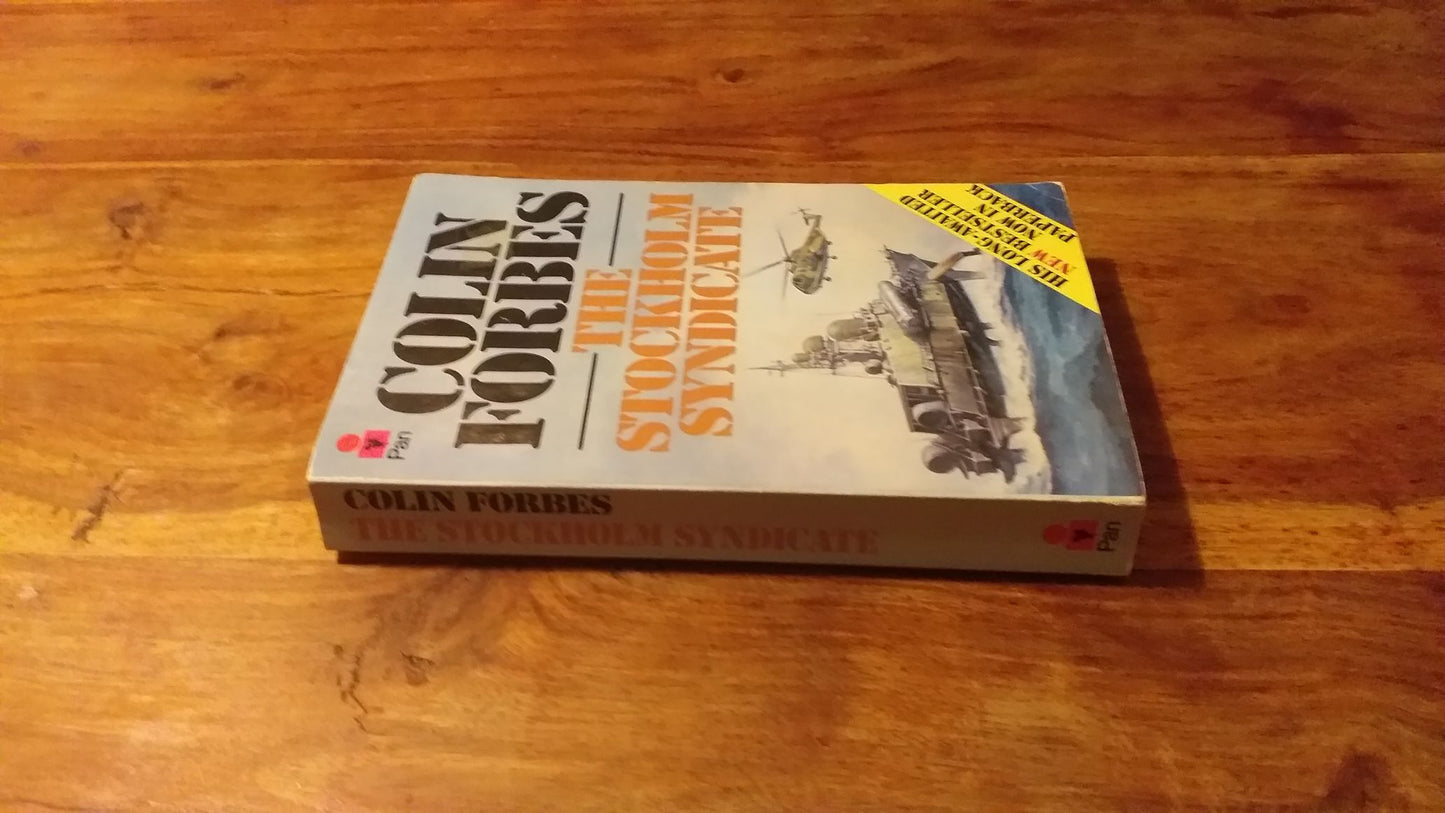 COLIN
FORBES
THE
STOCKHOLM
SYNDICATE
HIS LONG-AWAITED
NEW BESTSELLER
NOW IN
PAPERBACK
Pan
COLIN FORBES
THE STOCKHOLM SYNDICATE
Pan